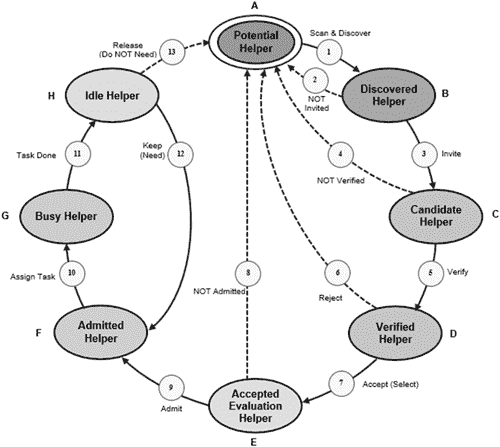 A
Potential
Helper
1
Scan & Discover
Release
(Do NOT Need)
13
2
NOT
Invited
Discovered
Helper
B
H
Idle Helper
3
Invite
Task Done
11
Keep
(Need)
12
4
NOT Verified
G
Busy Helper
Candidate
Helper
C
Assign Task
10
NOT Admitted
8
6
Reject
5
Verify
F
Admitted
Helper
Verified
Helper
D
9
Admit
7
Accept (Select)
Accepted
Evaluation
Helper
E